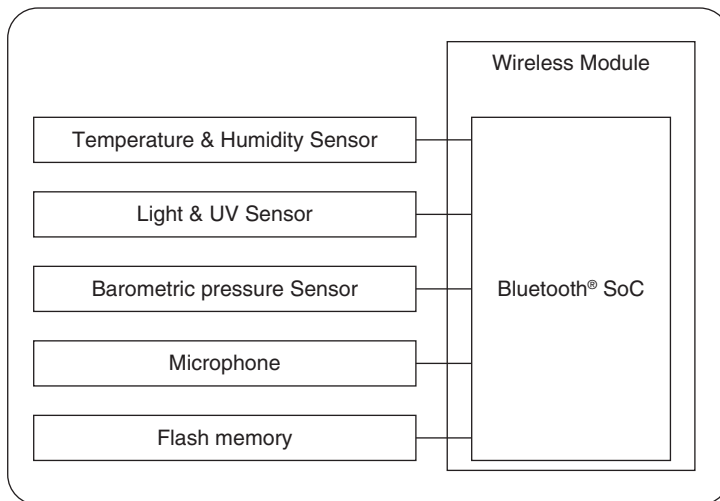 Wireless Module
Temperature & Humidity Sensor
Light & UV Sensor
Barometric pressure Sensor
Bluetooth® SoC
Microphone
Flash memory